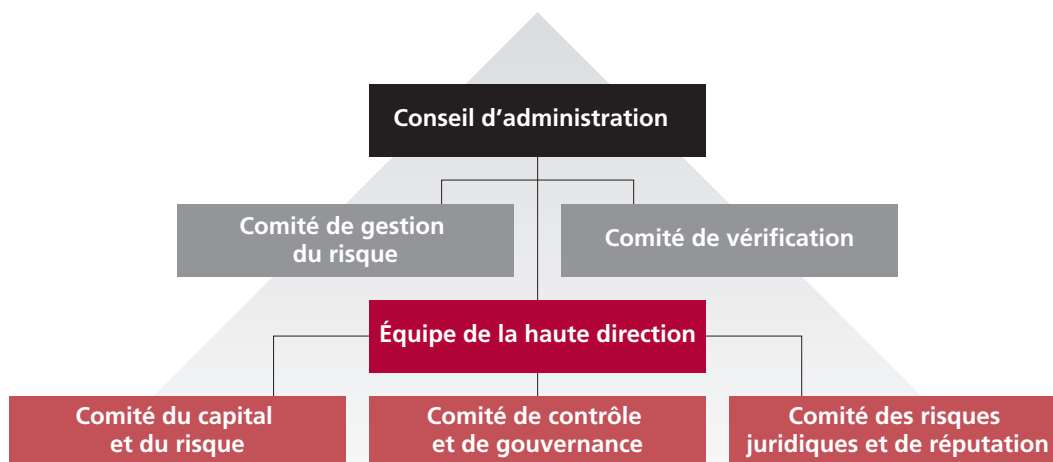 Conseil d’administration
Comité de gestion
du risque
Comité de vérification
Équipe de la haute direction
Comité du capital
et du risque
Comité de contrôle
et de gouvernance
Comité des risques
juridiques et de réputation